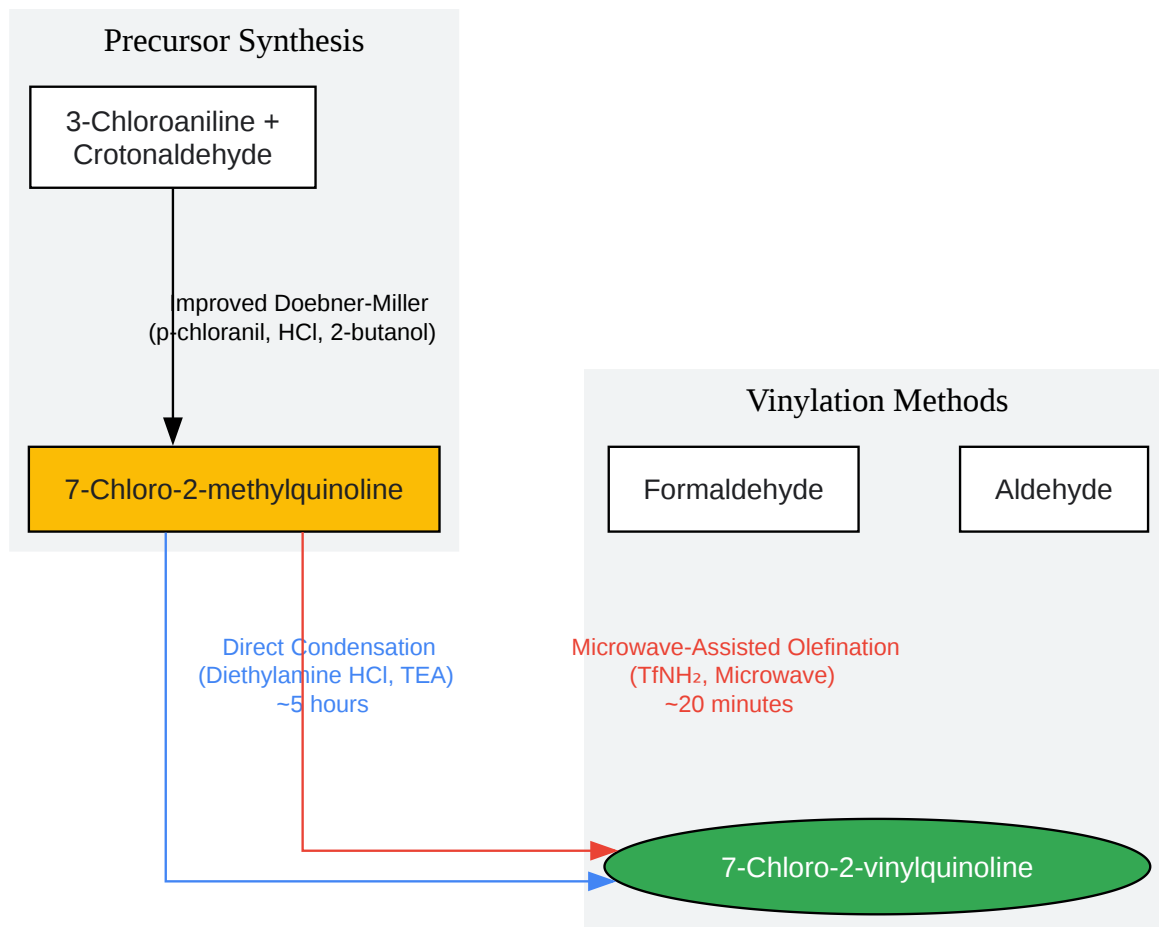 Precursor Synthesis
3-Chloroaniline +
Crotonaldehyde
Improved Doebner-Miller
(p-chloranil, HCl, 2-butanol)
7-Chloro-2-methylquinoline
Vinylation Methods
Formaldehyde
Aldehyde
Direct Condensation
(Diethylamine HCl, TEA)
~5 hours
Microwave-Assisted Olefination
(TfNH₂, Microwave)
~20 minutes
7-Chloro-2-vinylquinoline